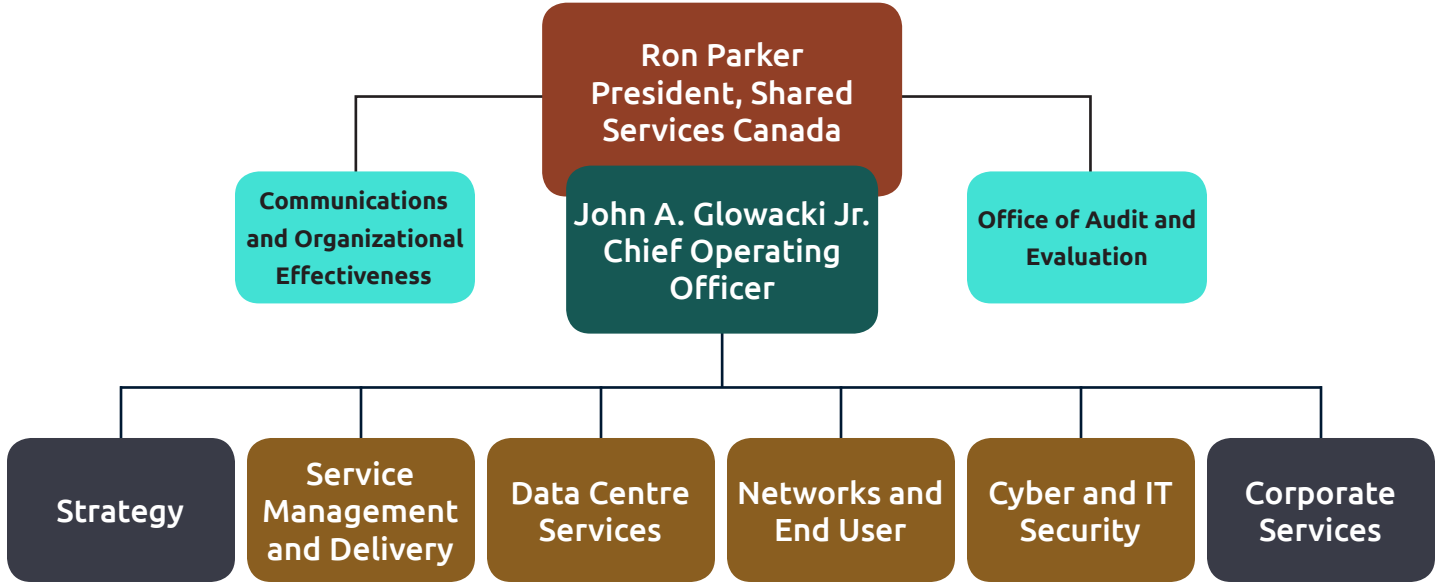 Ron Parker
President, Shared
Services Canada
Communications
and Organizational
Effectiveness
John A. Glowacki Jr.
Chief Operating
Officer
Office of Audit and
Evaluation
Strategy
Service
Management
and Delivery
Data Centre
Services
Networks and
End User
Cyber and IT
Security
Corporate
Services